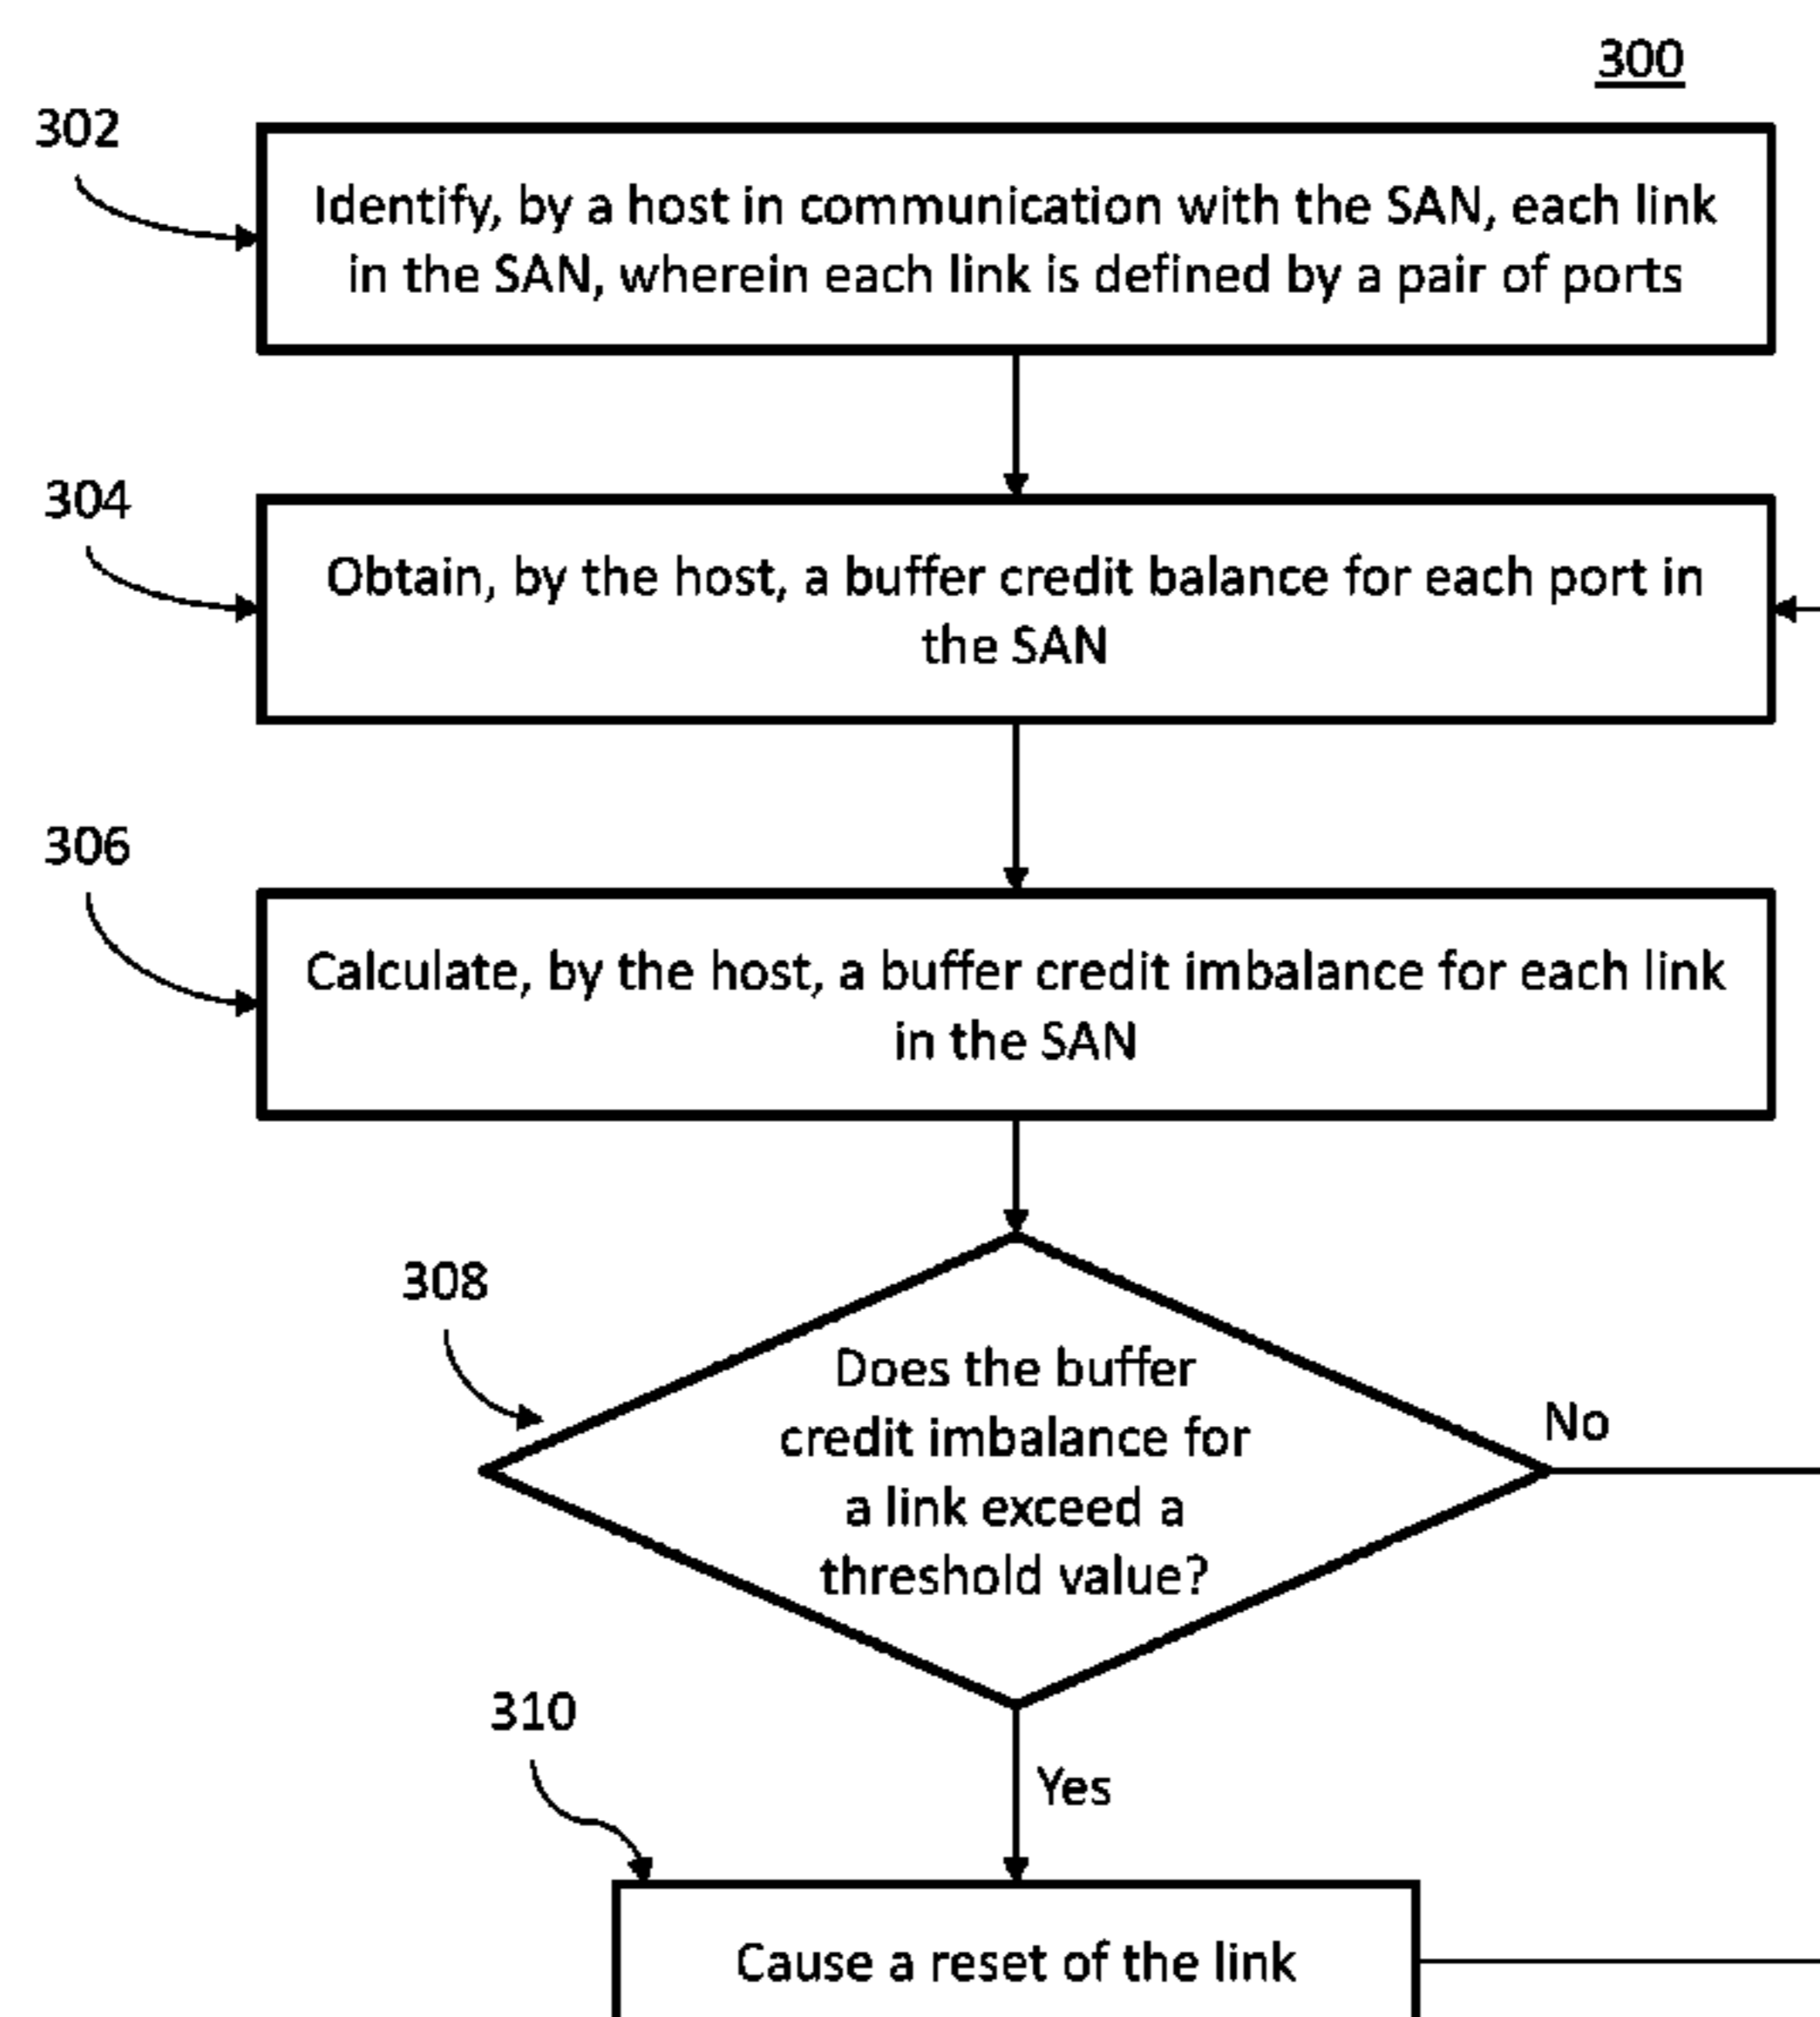 300
302
Identify, by a host in communication with the SAN, each link
in the SAN, wherein each link is defined by a pair of ports
304
Obtain, by the host, a buffer credit balance for each port in
the SAN
306
Calculate, by the host, a buffer credit imbalance for each link
in the SAN
308
Does the buffer
credit imbalance for
a link exceed a
threshold value?
No
310
Yes
Cause a reset of the link